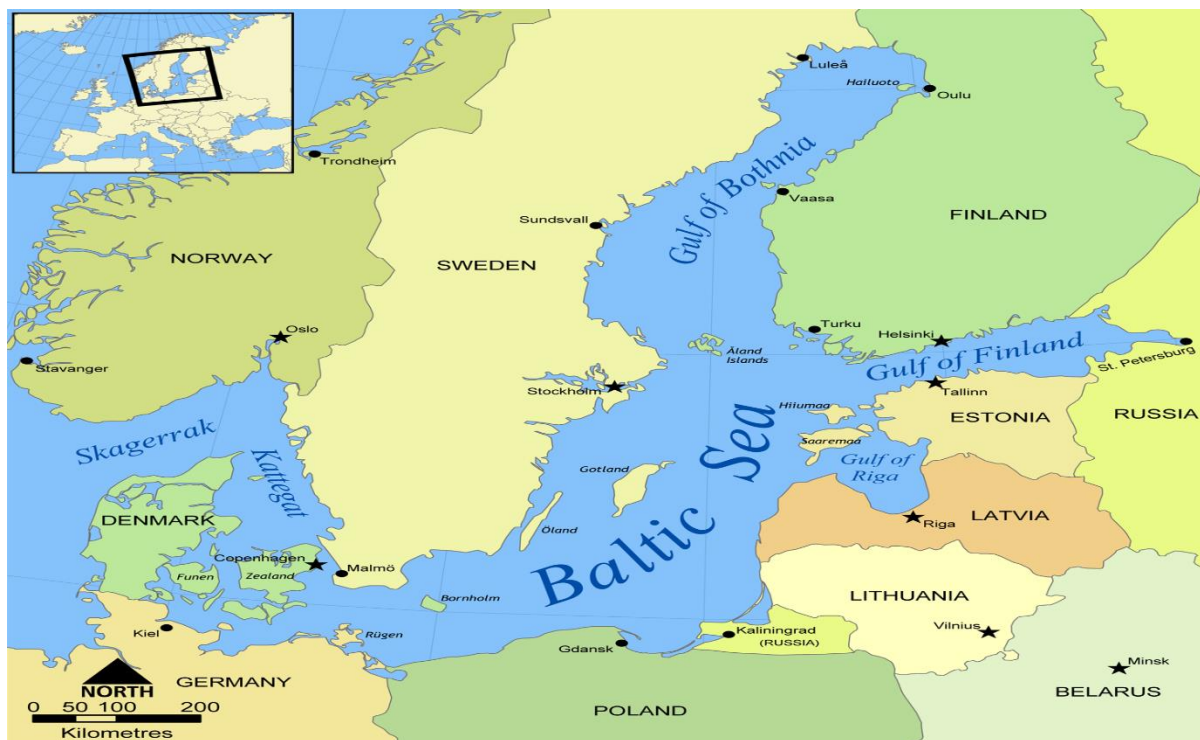 Luleå
Hailuoto
Oulu
Trondheim
Gulf of Bothnia
Vaasa
Sundsvall
FINLAND
NORWAY
SWEDEN
Oslo
Turku
Helsinki
Åland
Islands
Gulf of Finland
St. Petersburg
Stavanger
Stockholm
Tallinn
Hiiumaa
ESTONIA
RUSSIA
Skagerrak
Kattegat
Saaremaa
Gulf of
Riga
Gotland
Baltic Sea
Öland
DENMARK
Riga
LATVIA
Copenhagen
Malmö
Funen
Zealand
Bornholm
LITHUANIA
Vilnius
Kiel
Rügen
Gdansk
Kaliningrad
(RUSSIA)
Minsk
NORTH
GERMANY
BELARUS
POLAND
0 50 100 200
Kilometres